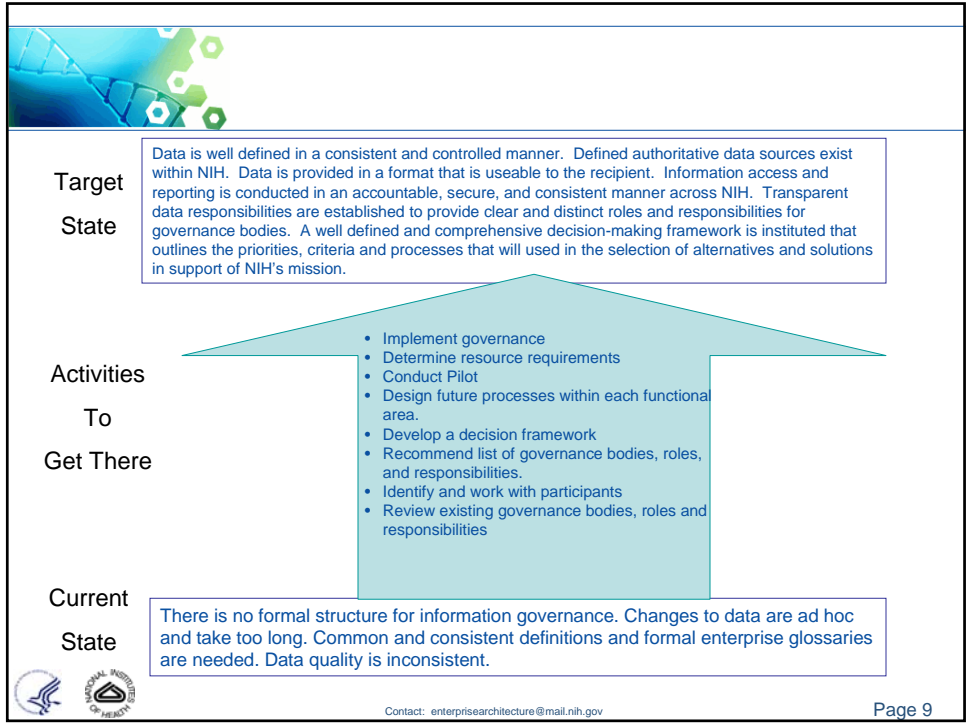 Target
State
Data is well defined in a consistent and controlled manner.  Defined authoritative data sources exist
within NIH.  Data is provided in a format that is useable to the recipient.  Information access and
reporting is conducted in an accountable, secure, and consistent manner across NIH.  Transparent
data responsibilities are established to provide clear and distinct roles and responsibilities for
governance bodies.  A well defined and comprehensive decision-making framework is instituted that
outlines the priorities, criteria and processes that will used in the selection of alternatives and solutions
in support of NIH's mission.
Activities
To
Get There
• Implement governance
• Determine resource requirements
• Conduct Pilot
• Design future processes within each functional
area.
• Develop a decision framework
• Recommend list of governance bodies, roles,
and responsibilities.
• Identify and work with participants
• Review existing governance bodies, roles and
responsibilities
Current
State
There is no formal structure for information governance. Changes to data are ad hoc
and take too long. Common and consistent definitions and formal enterprise glossaries
are needed. Data quality is inconsistent.
NATIONAL INSTITUTES
OF HEALTH
Contact:  enterprisearchitecture@mail.nih.gov
Page 9